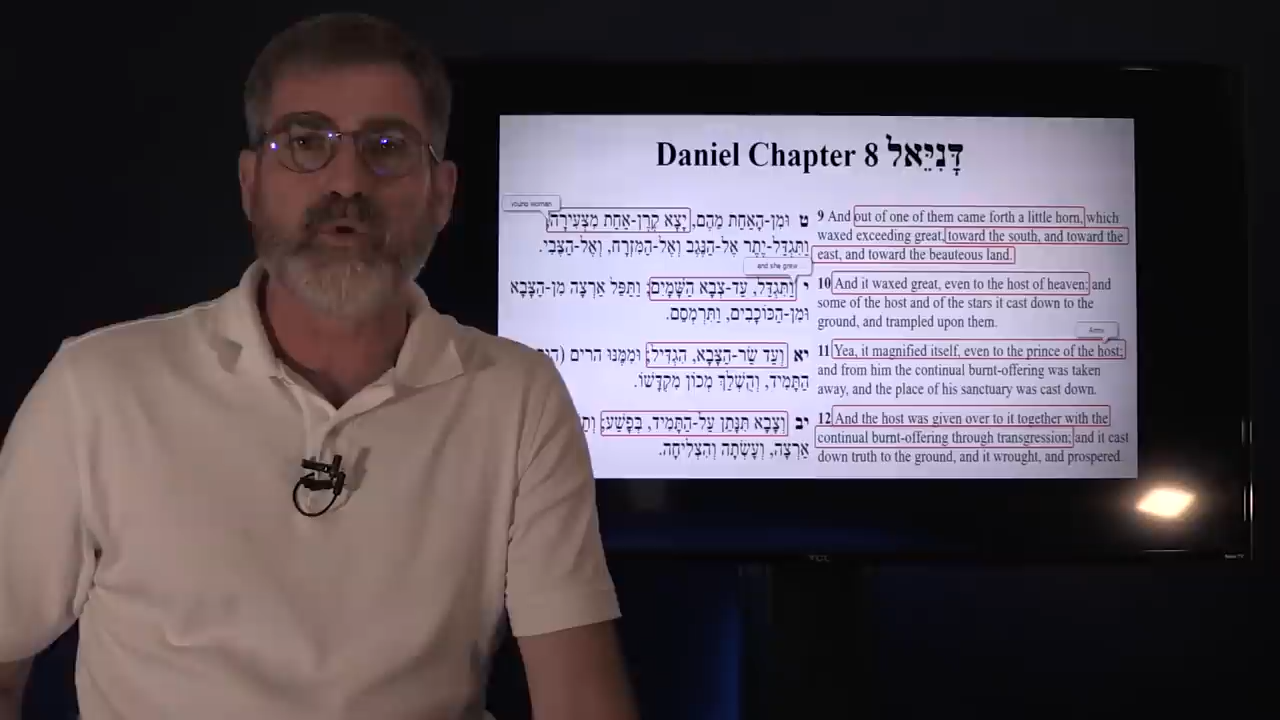 Daniel Chapter 8 דָּנִיֵּאל
young woman
ט וּמִן-הָאַחַת מֵהֶם, יָצָא קֶרֶן-אַחַת מִצְּעִירָה;
וַתִּגְדַּל-יֶתֶר אֶל-הַנֶּגֶב וְאֶל-הַמִּזְרָח, וְאֶל-הַצֶּבִי.
and she grew
י וַתִּגְדַּל, עַד-צְבָא הַשָּׁמָיִם; וַתַּפֵּל אַרְצָה מִן-הַצָּבָא
וּמִן-הַכּוֹכָבִים, וַתִּרְמְסֵם.
יא וְעַד שַׂר-הַצָּבָא, הִגְדִּיל; וּמִמֶּנּוּ הרים
הַתָּמִיד, וְהֻשְׁלַךְ מְכוֹן מִקְדָּשׁוֹ.
יב וְצָבָא תִּנָּתֵן עַל-הַתָּמִיד, בְּפָשַׁע;
אַרְצָה, וְעָשְׂתָה וְהִצְלִיחָה.
9 And out of one of them came forth a little horn, which
waxed exceeding great, toward the south, and toward the
east, and toward the beauteous land.
10 And it waxed great, even to the host of heaven; and
some of the host and of the stars it cast down to the
ground, and trampled upon them.
Army
11 Yea, it magnified itself, even to the prince of the host;
and from him the continual burnt-offering was taken
away, and the place of his sanctuary was cast down.
12 And the host was given over to it together with the
continual burnt-offering through transgression; and it cast
down truth to the ground, and it wrought, and prospered.
TCL
Roku TV